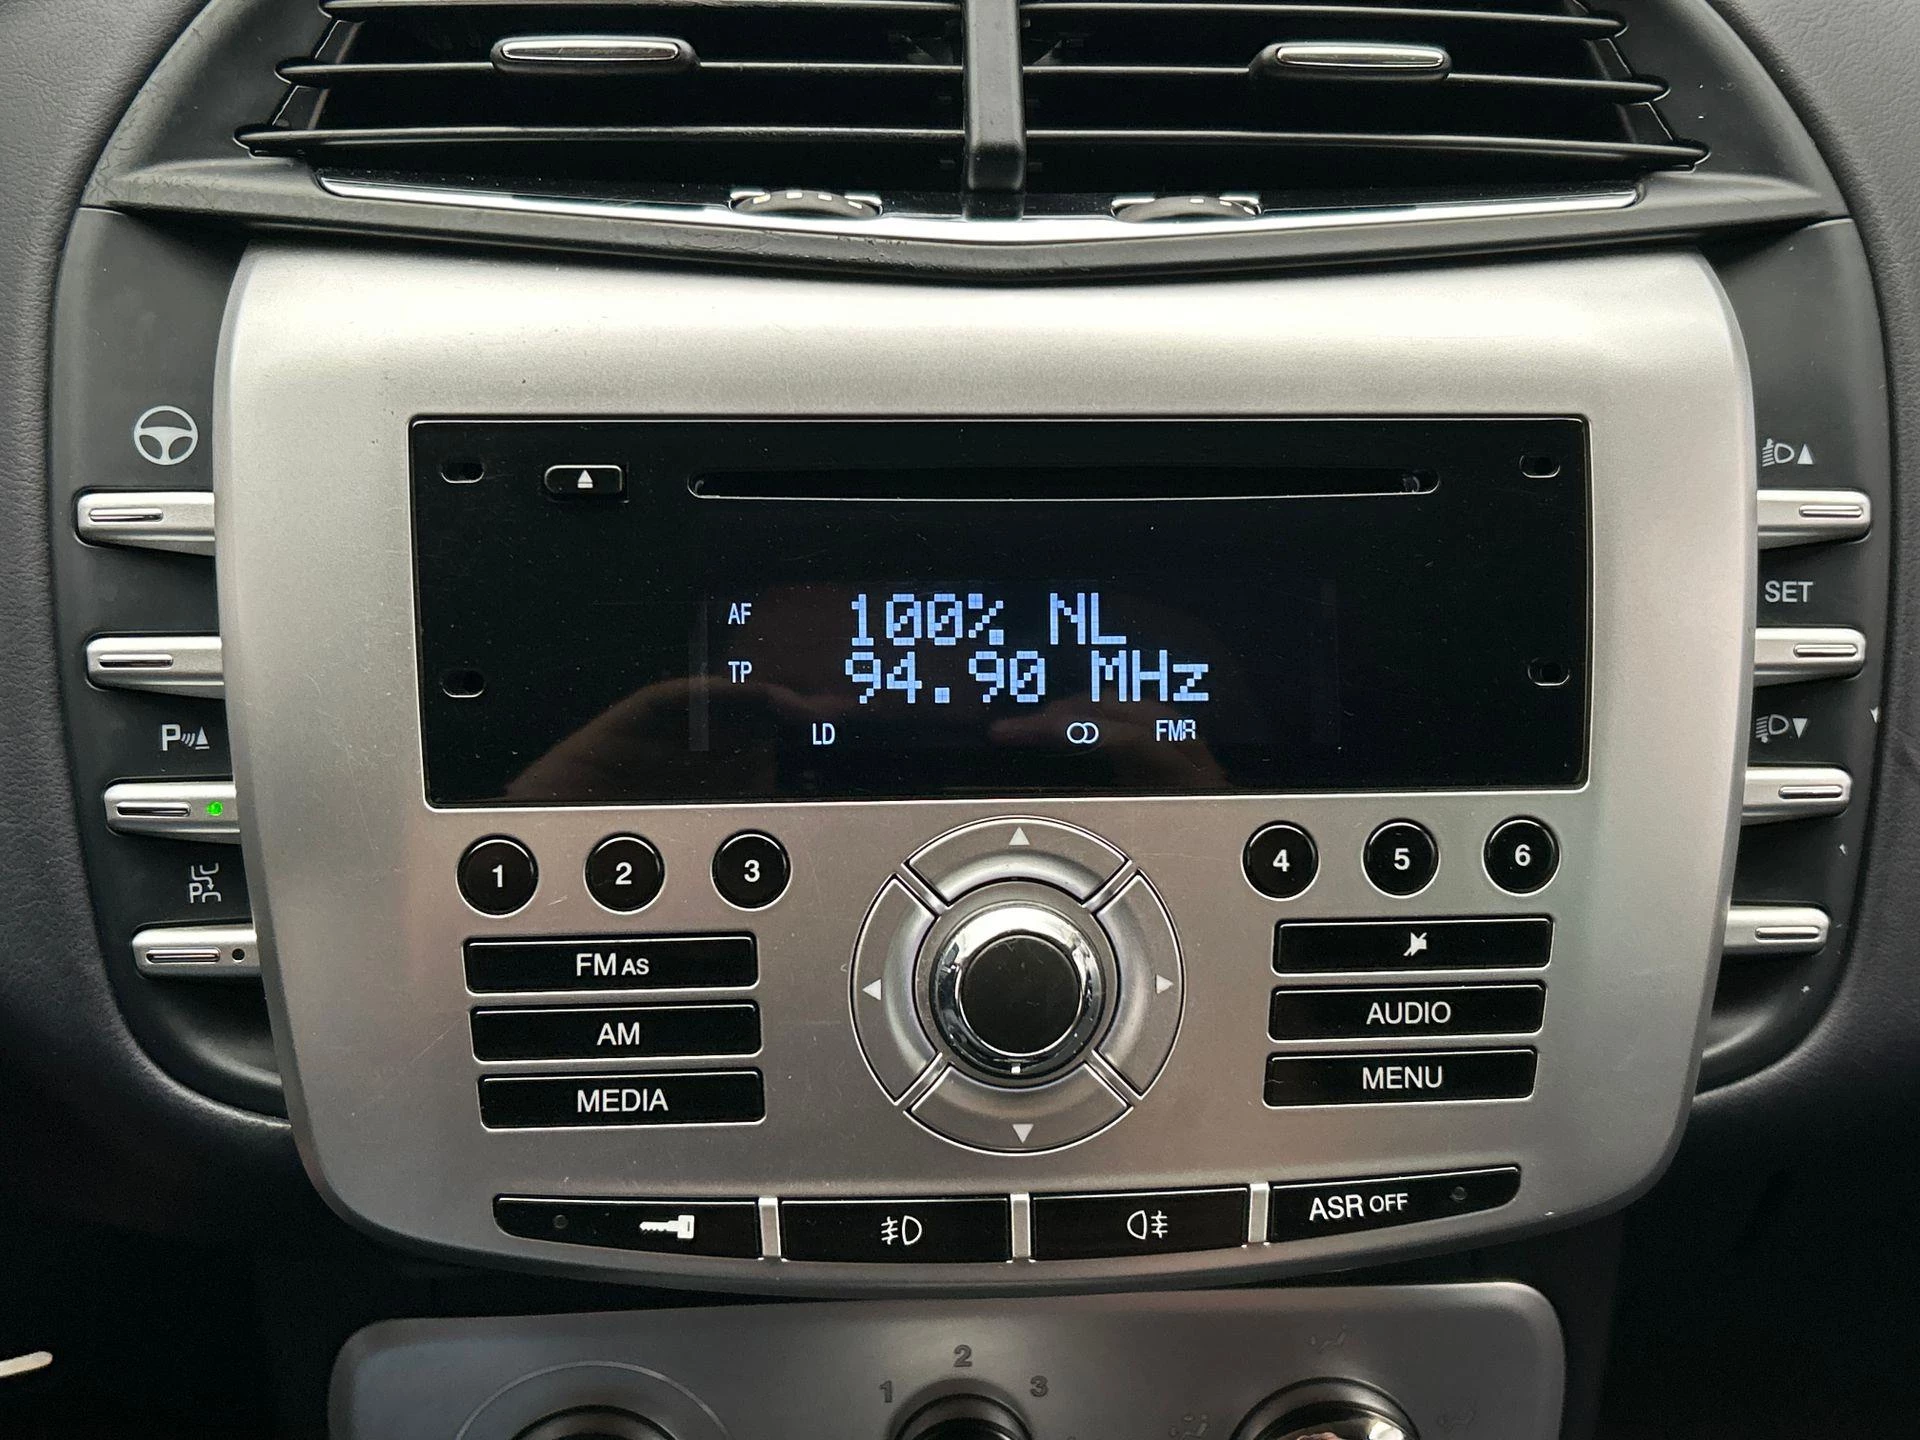 AF 100% NL
TP 94.90 MHz
LD FMA
SET
P
P
1 2 3 4 5 6
FM AS
AM
MEDIA
AUDIO
MENU
ASR OFF
1 2 3